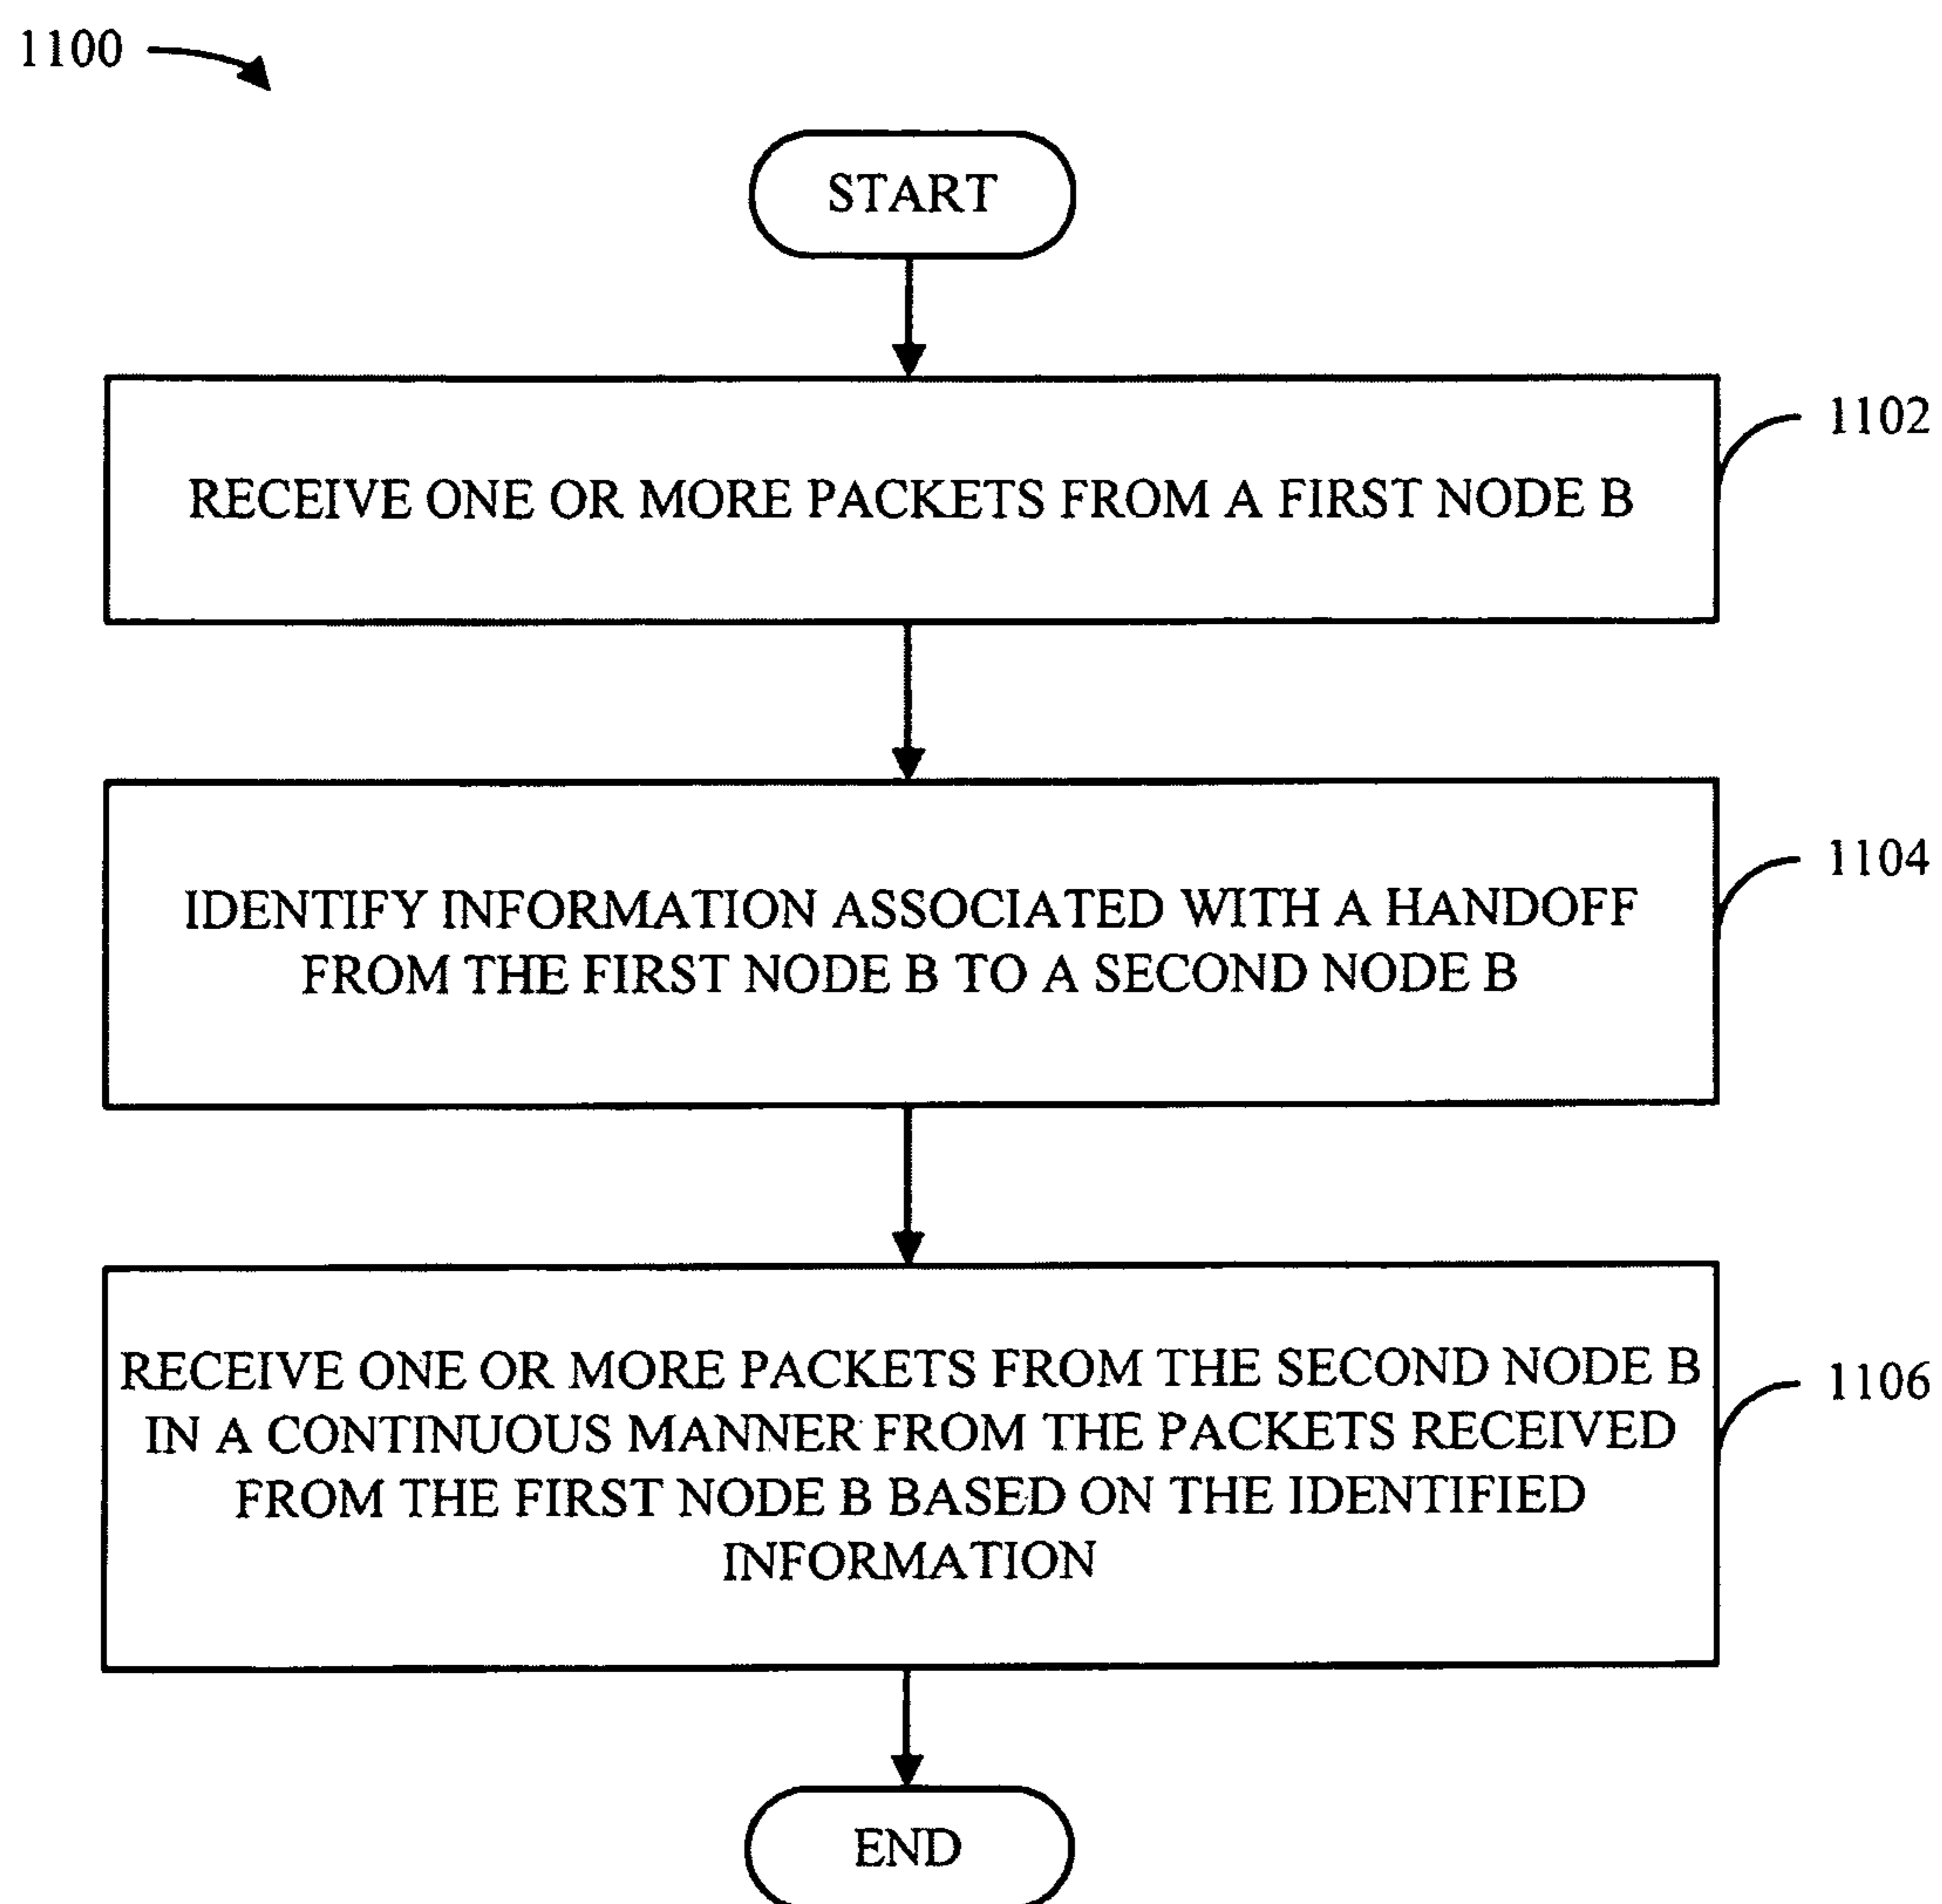 1100
START
1102
RECEIVE ONE OR MORE PACKETS FROM A FIRST NODE B
1104
IDENTIFY INFORMATION ASSOCIATED WITH A HANDOFF
FROM THE FIRST NODE B TO A SECOND NODE B
1106
RECEIVE ONE OR MORE PACKETS FROM THE SECOND NODE B
IN A CONTINUOUS MANNER FROM THE PACKETS RECEIVED
FROM THE FIRST NODE B BASED ON THE IDENTIFIED
INFORMATION
END